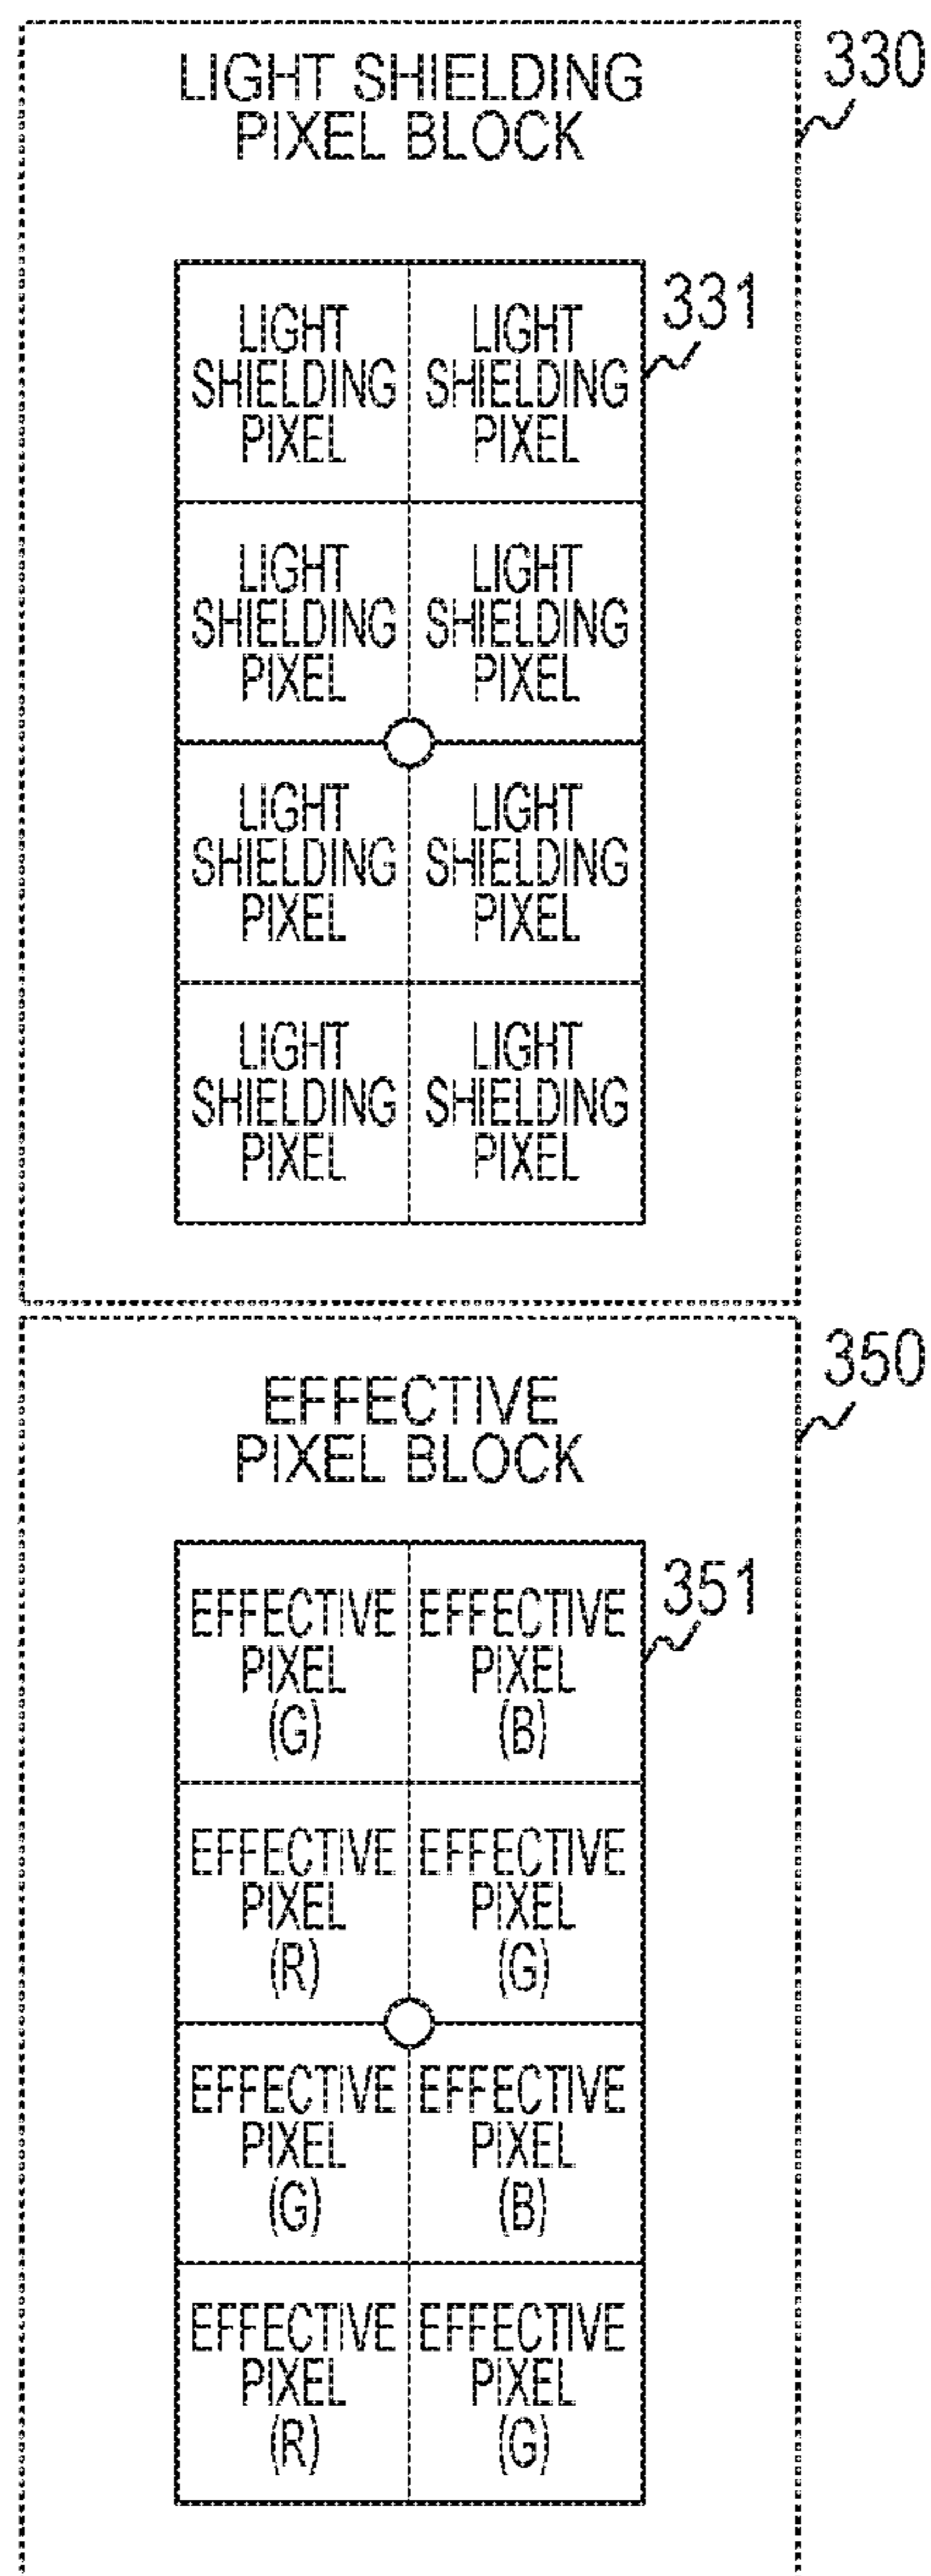 LIGHT SHIELDING
PIXEL BLOCK
330
331
LIGHT
SHIELDING
PIXEL
LIGHT
SHIELDING
PIXEL
LIGHT
SHIELDING
PIXEL
LIGHT
SHIELDING
PIXEL
LIGHT
SHIELDING
PIXEL
LIGHT
SHIELDING
PIXEL
LIGHT
SHIELDING
PIXEL
LIGHT
SHIELDING
PIXEL
350
EFFECTIVE
PIXEL BLOCK
351
EFFECTIVE
PIXEL
(G)
EFFECTIVE
PIXEL
(B)
EFFECTIVE
PIXEL
(R)
EFFECTIVE
PIXEL
(G)
EFFECTIVE
PIXEL
(G)
EFFECTIVE
PIXEL
(B)
EFFECTIVE
PIXEL
(R)
EFFECTIVE
PIXEL
(G)